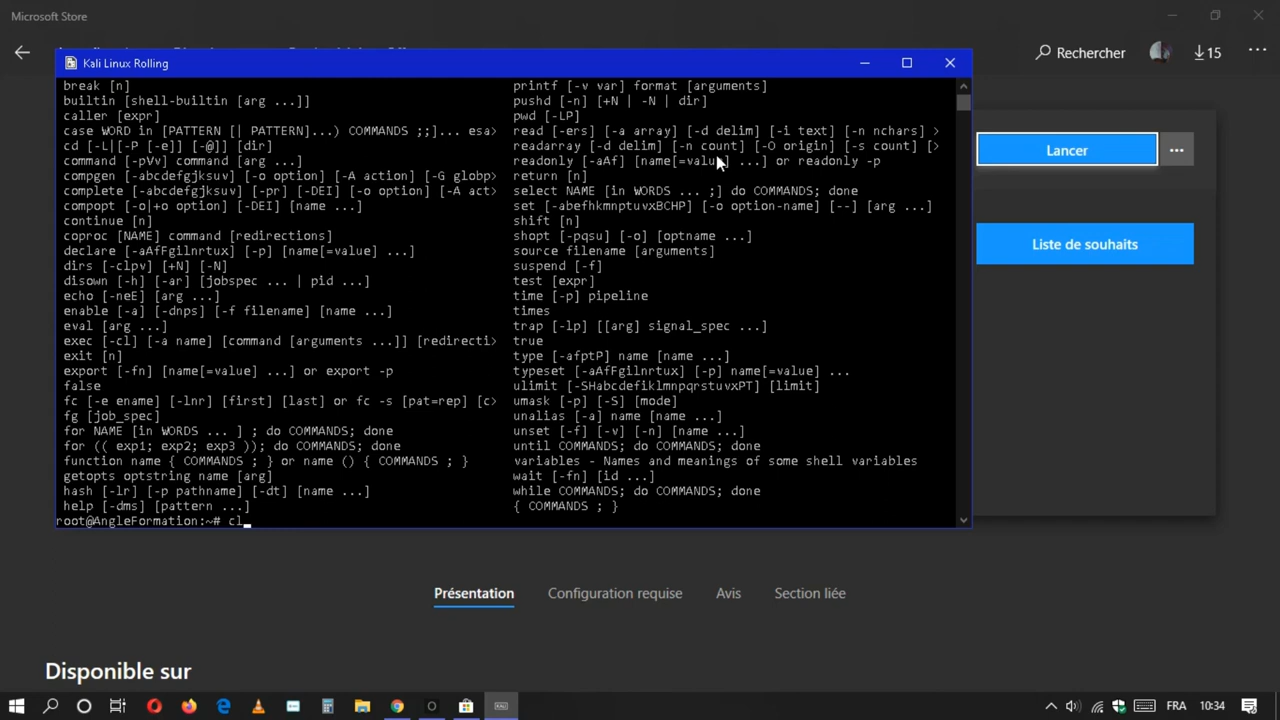 Microsoft Store
Rechercher
15
Kali Linux Rolling
break [n]
builtin [shell-builtin [arg ...]]
caller [expr]
case WORD in [PATTERN [| PATTERN]...) COMMANDS ;;]... esa>
cd [-L|[-P [-e]] [-@]] [dir]
command [-pVv] command [arg ...]
compgen [-abcdefgjksuv] [-o option] [-A action] [-G globp>
complete [-abcdefgjksuv] [-pr] [-DEI] [-o option] [-A act>
compopt [-o|+o option] [-DEI] [name ...]
continue [n]
coproc [NAME] command [redirections]
declare [-aAfFgilnrtux] [-p] [name[=value] ...]
dirs [-clpv] [+N] [-N]
disown [-h] [-ar] [jobspec ... | pid ...]
echo [-neE] [arg ...]
enable [-a] [-dnps] [-f filename] [name ...]
eval [arg ...]
exec [-cl] [-a name] [command [arguments ...]] [redirecti>
exit [n]
export [-fn] [name[=value] ...] or export -p
false
fc [-e ename] [-lnr] [first] [last] or fc -s [pat=rep] [c>
fg [job_spec]
for NAME [in WORDS ... ] ; do COMMANDS; done
for (( exp1; exp2; exp3 )); do COMMANDS; done
function name { COMMANDS ; } or name () { COMMANDS ; }
getopts optstring name [arg]
hash [-lr] [-p pathname] [-dt] [name ...]
help [-dms] [pattern ...]
printf [-v var] format [arguments]
pushd [-n] [+N | -N | dir]
pwd [-LP]
read [-ers] [-a array] [-d delim] [-i text] [-n nchars] >
readarray [-d delim] [-n count] [-O origin] [-s count] [>
readonly [-aAf] [name[=value] ...] or readonly -p
return [n]
select NAME [in WORDS ... ;] do COMMANDS; done
set [-abefhkmnptuvxBCHP] [-o option-name] [--] [arg ...]
shift [n]
shopt [-pqsu] [-o] [optname ...]
source filename [arguments]
suspend [-f]
test [expr]
time [-p] pipeline
times
trap [-lp] [[arg] signal_spec ...]
true
type [-afptP] name [name ...]
typeset [-aAfFgilnrtux] [-p] name[=value] ...
ulimit [-SHabcdefiklmnpqrstuvxPT] [limit]
umask [-p] [-S] [mode]
unalias [-a] name [name ...]
unset [-f] [-v] [-n] [name ...]
until COMMANDS; do COMMANDS; done
variables - Names and meanings of some shell variables
wait [-fn] [id ...]
while COMMANDS; do COMMANDS; done
{ COMMANDS ; }
root@AngleFormation:~# cl
Lancer
Liste de souhaits
Présentation
Configuration requise
Avis
Section liée
Disponible sur
KALI
FRA
10:34